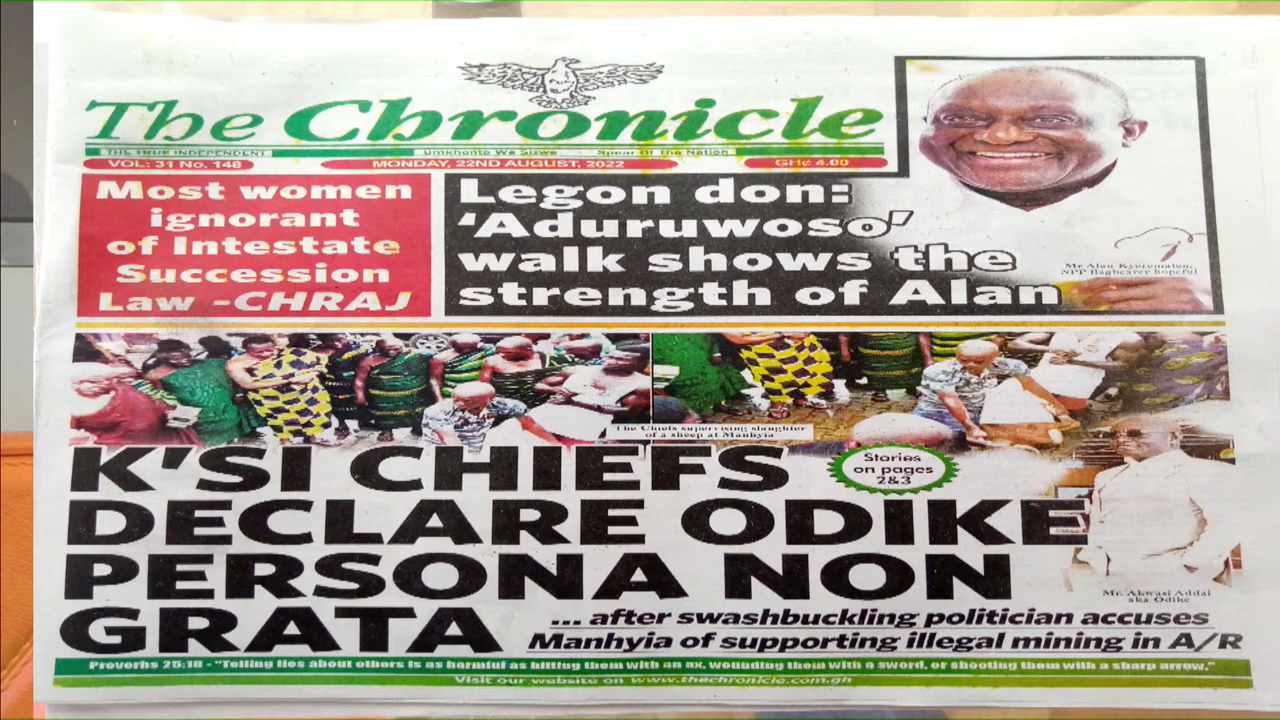 The Chronicle
THE TRUE INDEPENDENT Umkhonto We Sizwe - Spear Of the Nation
VOL: 31 No. 148 MONDAY, 22ND AUGUST, 2022 GH¢ 4.00
Most women
ignorant
of Intestate
Succession
Law -CHRAJ
Legon don:
‘Aduruwoso’
walk shows the
strength of Alan
Mr Alan Kyerematen,
NPP flagbearer hopeful
The Chiefs supervising slaughter
of a sheep at Manhyia
K’SI CHIEFS
DECLARE ODIKE
PERSONA NON
GRATA
Stories
on pages
2&3
Mr. Akwasi Addai
aka Odike
... after swashbuckling politician accuses
Manhyia of supporting illegal mining in A/R
Proverbs 25:18 - "Telling lies about others is as harmful as hitting them with an ax, wounding them with a sword, or shooting them with a sharp arrow."
Visit our website on www.thechronicle.com.gh